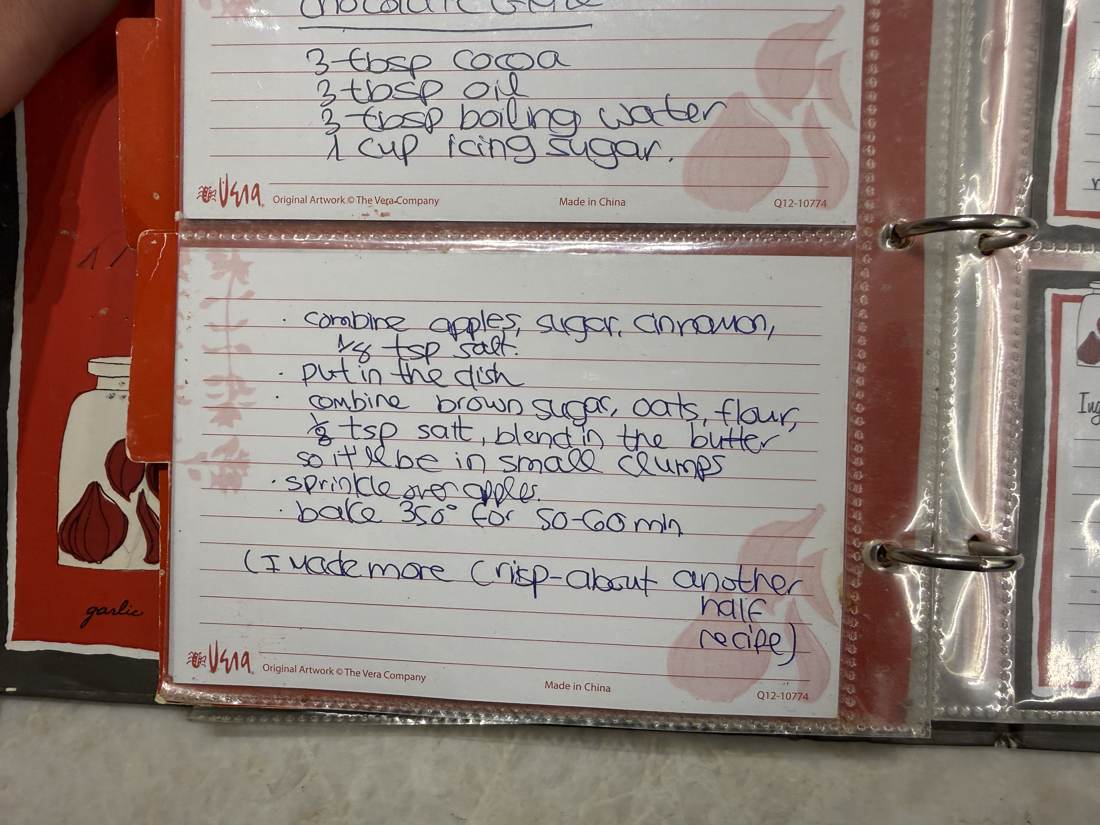 Chocolate Glaze
3 tbsp cocoa
3 tbsp oil
3 tbsp boiling water
1 cup icing sugar.
Vera Original Artwork © The Vera Company Made in China Q12-10774
· combine apples, sugar, cinnamon,
1/8 tsp salt.
· put in the dish
· combine brown sugar, oats, flour,
1/8 tsp salt, blend in the butter
so it'll be in small clumps
· sprinkle over apples.
· bake 350° for 50-60 min
(I made more crisp - about another
half
recipe)
Vera Original Artwork © The Vera Company Made in China Q12-10774
garlic